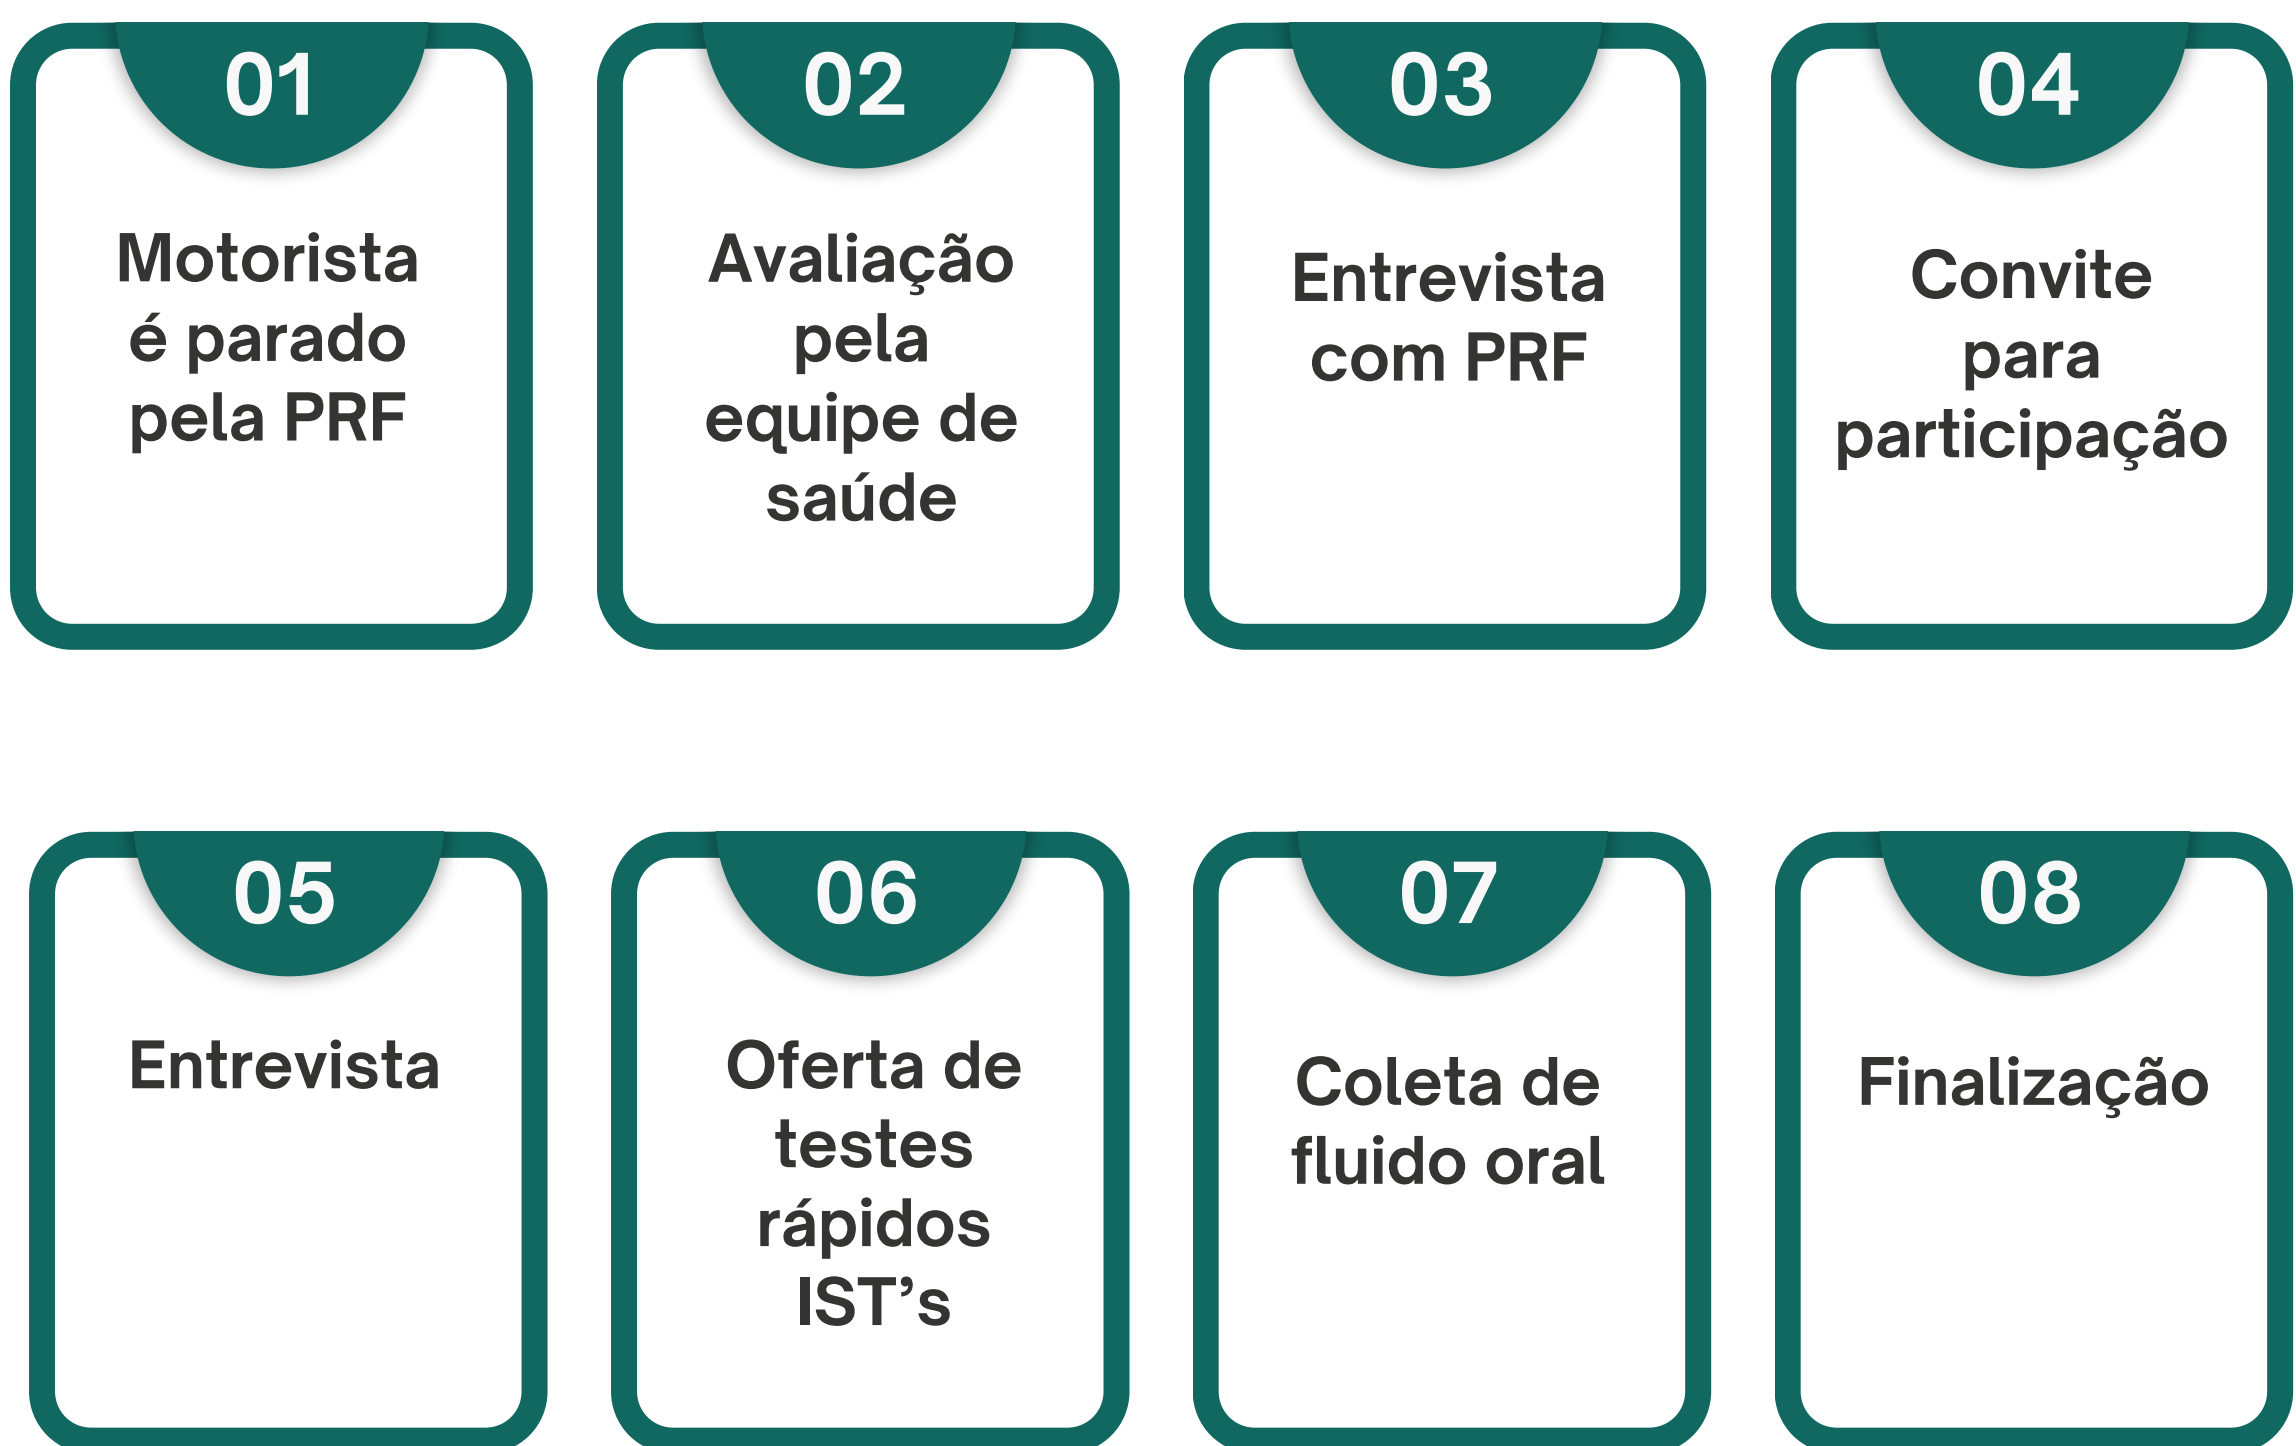 01
Motorista
é parado
pela PRF
02
Avaliação
pela
equipe de
saúde
03
Entrevista
com PRF
04
Convite
para
participação
05
Entrevista
06
Oferta de
testes
rápidos
IST’s
07
Coleta de
fluido oral
08
Finalização